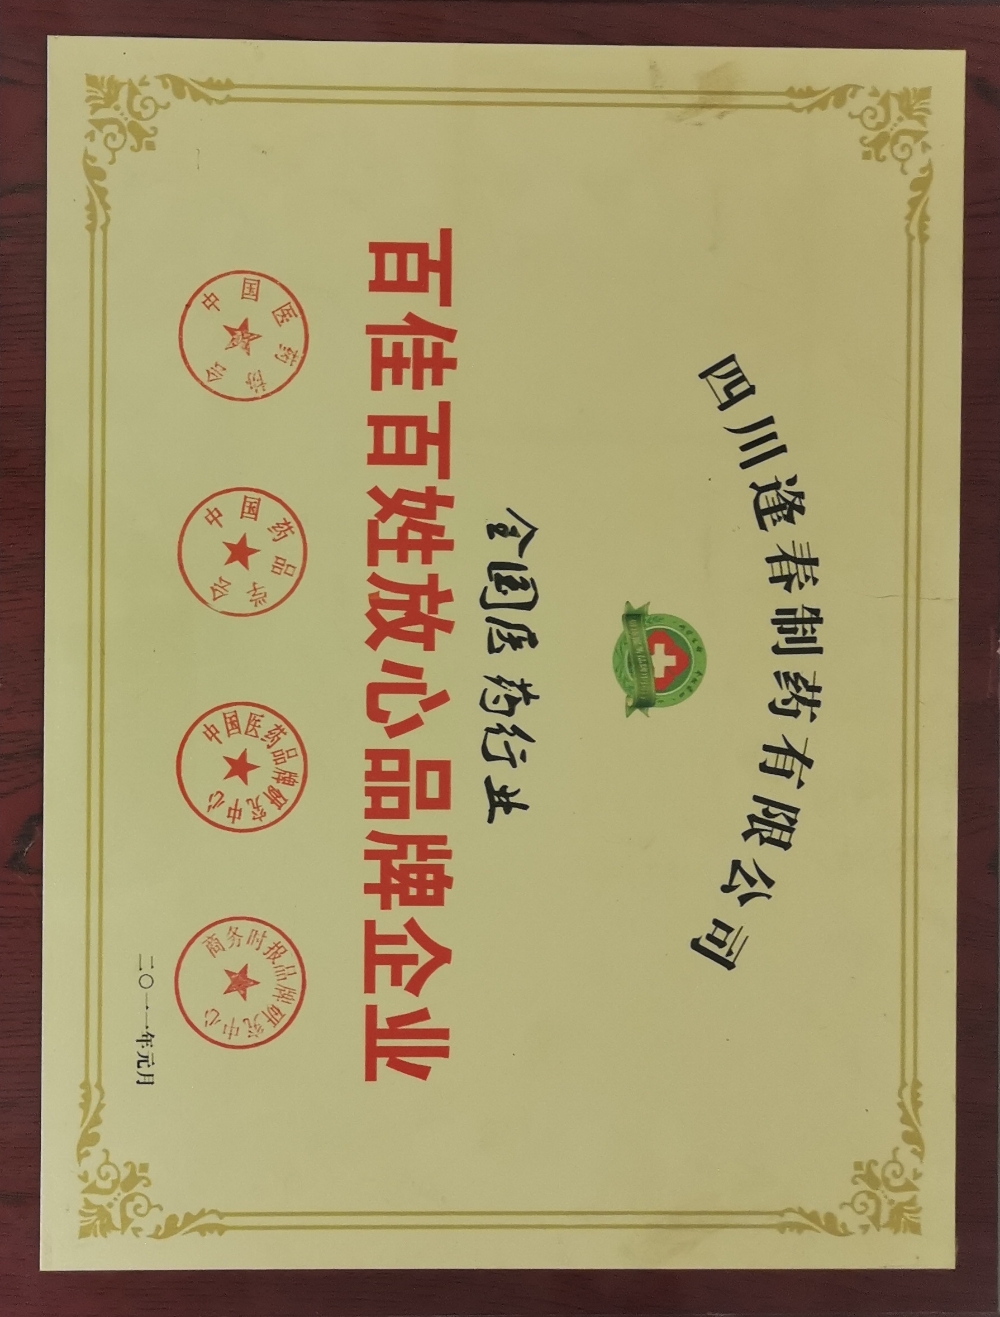 四川逢春制药有限公司
全国医药行业
百佳百姓放心品牌企业
中国医药
会
中国药品学会
中国医药品牌研究中心
商务时报品牌研究中心
二〇一一年元月